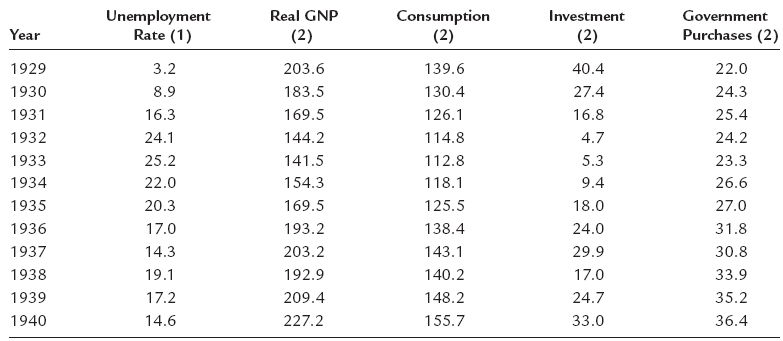 Unemployment Real GNP Consumption Investment Government
Year Rate (1) (2) (2) (2) Purchases (2)
1929 3.2 203.6 139.6 40.4 22.0
1930 8.9 183.5 130.4 27.4 24.3
1931 16.3 169.5 126.1 16.8 25.4
1932 24.1 144.2 114.8 4.7 24.2
1933 25.2 141.5 112.8 5.3 23.3
1934 22.0 154.3 118.1 9.4 26.6
1935 20.3 169.5 125.5 18.0 27.0
1936 17.0 193.2 138.4 24.0 31.8
1937 14.3 203.2 143.1 29.9 30.8
1938 19.1 192.9 140.2 17.0 33.9
1939 17.2 209.4 148.2 24.7 35.2
1940 14.6 227.2 155.7 33.0 36.4